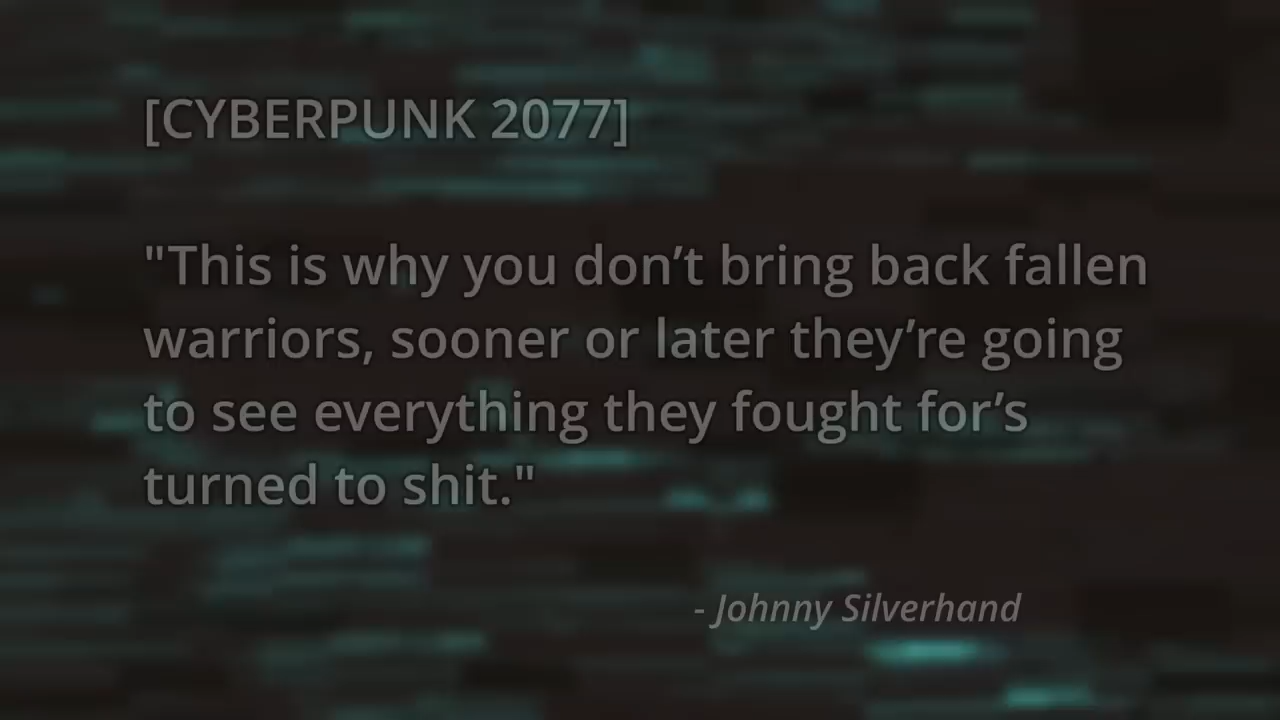 [CYBERPUNK 2077]
"This is why you don’t bring back fallen
warriors, sooner or later they’re going
to see everything they fought for’s
turned to shit."
- Johnny Silverhand